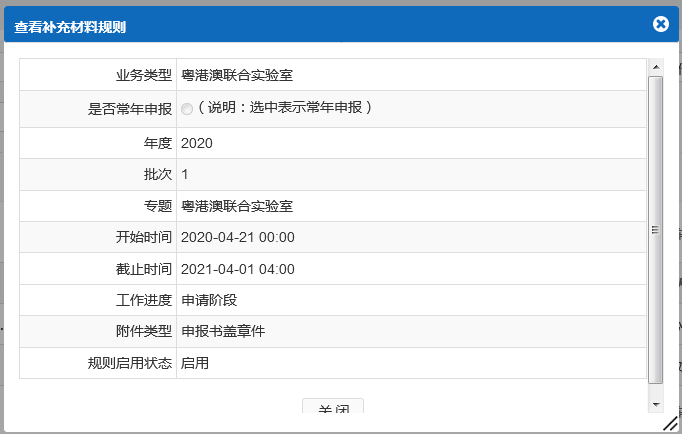 查看补充材料规则
业务类型 粤港澳联合实验室
是否常年申报 （说明：选中表示常年申报）
年度 2020
批次 1
专题 粤港澳联合实验室
开始时间 2020-04-21 00:00
截止时间 2021-04-01 04:00
工作进度 申请阶段
附件类型 申报书盖章件
规则启用状态 启用
关闭